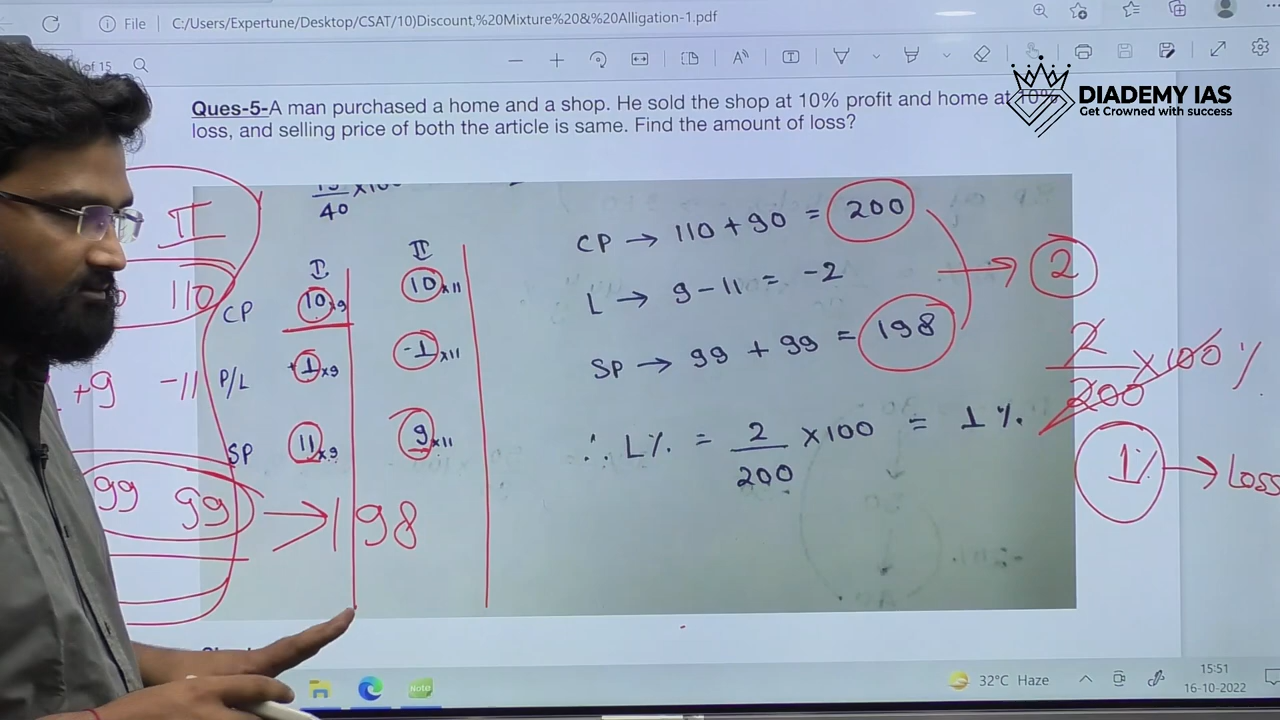 File C:/Users/Expertune/Desktop/CSAT/10)Discount,%20Mixture%20&%20Alligation-1.pdf
of 15
DIADEMY IAS
Get Crowned with success
Ques-5-A man purchased a home and a shop. He sold the shop at 10% profit and home at 10%
loss, and selling price of both the article is same. Find the amount of loss?
40
II
110
+9 -11
99 99 → 198
I II
CP 10x9 10x11
P/L +1x9 -1x11
SP 11x9 9x11
CP → 110 + 90 = 200
L → 9 - 11 = -2
SP → 99 + 99 = 198
∴ L% = 2/200 x100 = 1%.
2
2/200 x100%
1% → Loss
Note
32°C Haze
15:51
16-10-2022